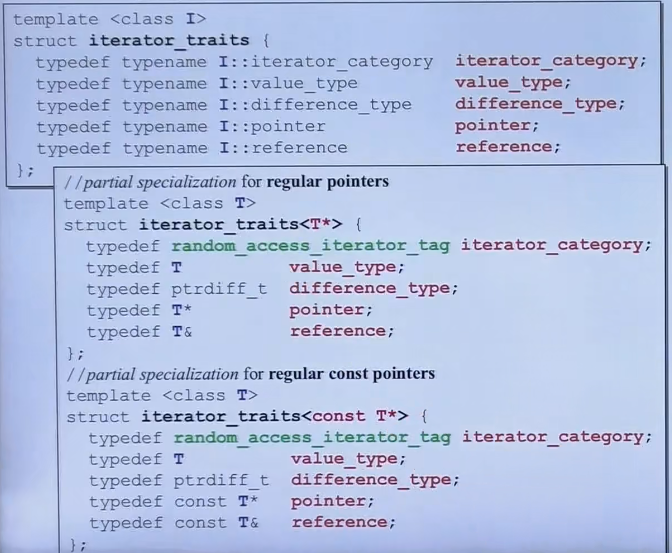 template <class I>
struct iterator_traits {
  typedef typename I::iterator_category  iterator_category;
  typedef typename I::value_type         value_type;
  typedef typename I::difference_type    difference_type;
  typedef typename I::pointer            pointer;
  typedef typename I::reference          reference;
};
//partial specialization for regular pointers
template <class T>
struct iterator_traits<T*> {
  typedef random_access_iterator_tag iterator_category;
  typedef T          value_type;
  typedef ptrdiff_t  difference_type;
  typedef T*         pointer;
  typedef T&         reference;
};
//partial specialization for regular const pointers
template <class T>
struct iterator_traits<const T*> {
  typedef random_access_iterator_tag iterator_category;
  typedef T          value_type;
  typedef ptrdiff_t  difference_type;
  typedef const T*   pointer;
  typedef const T&   reference;
};